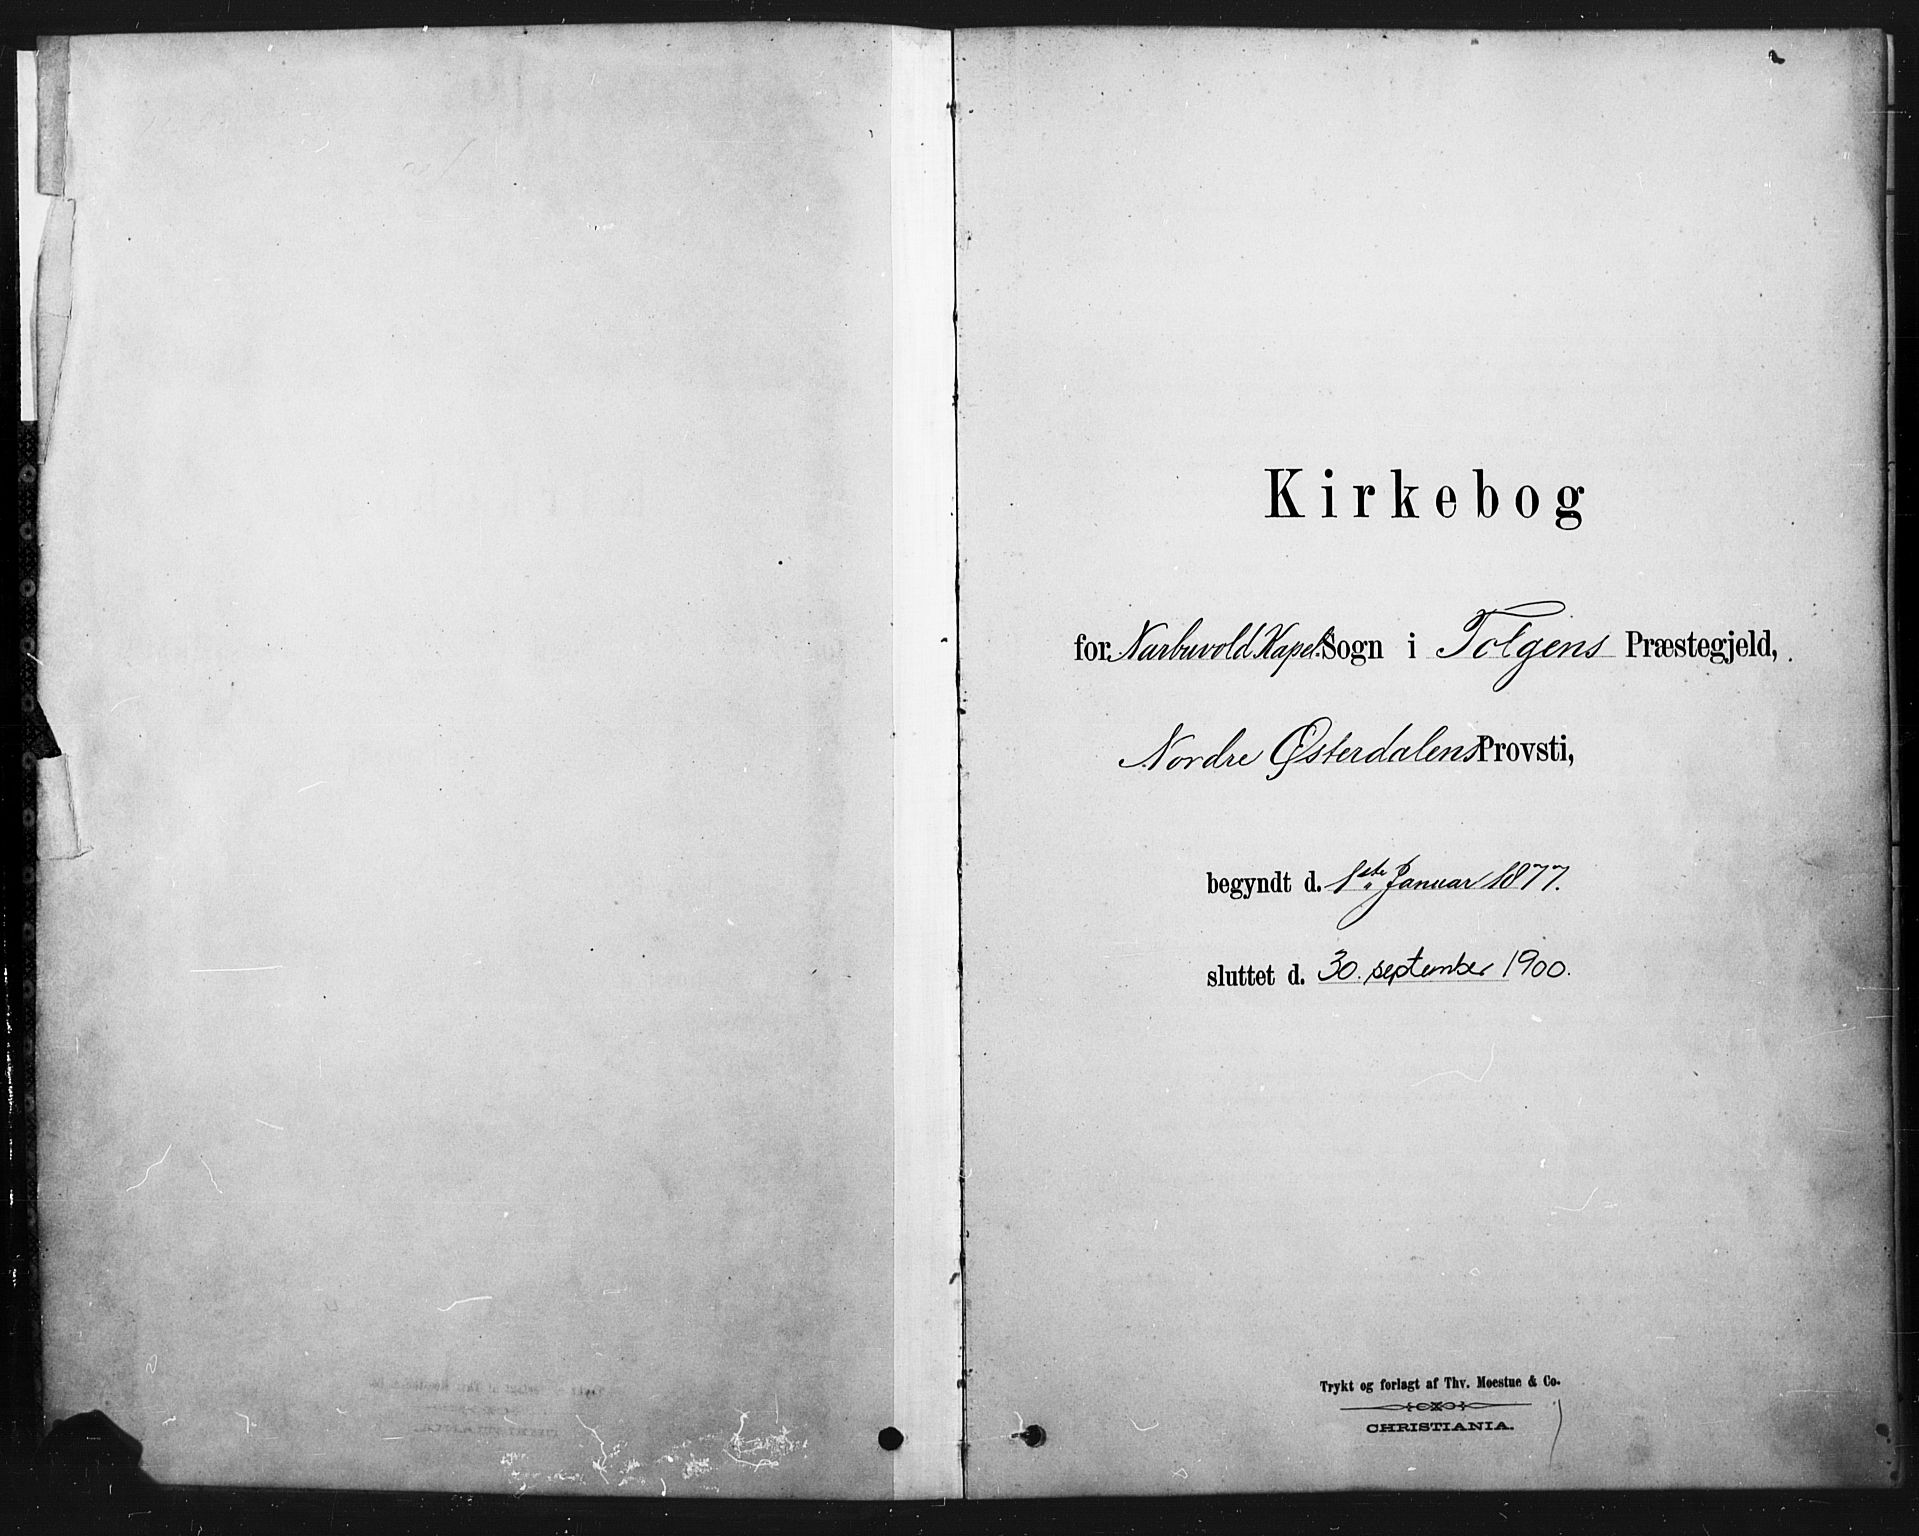 Kirkebog
for Narbuvold Kapel Sogn i Tolgens Præstegjeld,
Nordre Østerdalens Provsti,
begyndt d. 1ste Januar 1877.
sluttet d. 30. september 1900.
Trykt og forlagt af Thv. Moestue & Co.
CHRISTIANIA.